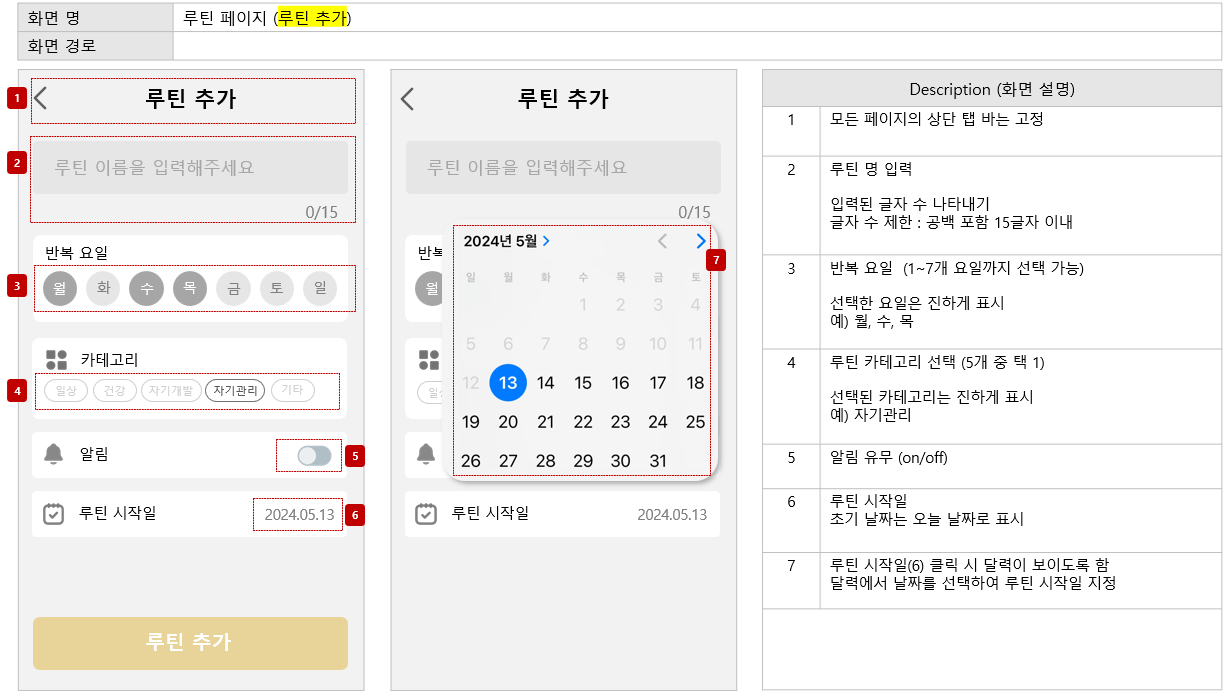 화면 명
루틴 페이지 (루틴 추가)
화면 경로
1
루틴 추가
2
루틴 이름을 입력해주세요
0/15
반복 요일
3
월 화 수 목 금 토 일
카테고리
4
일상 건강 자기개발 자기관리 기타
알림
5
루틴 시작일
2024.05.13
6
루틴 추가
루틴 추가
루틴 이름을 입력해주세요
0/15
반복
월
일상
2024년 5월
7
일 월 화 수 목 금 토
1 2 3 4
5 6 7 8 9 10 11
12 13 14 15 16 17 18
19 20 21 22 23 24 25
26 27 28 29 30 31
루틴 시작일
2024.05.13
Description (화면 설명)
1
모든 페이지의 상단 탭 바는 고정
2
루틴 명 입력
입력된 글자 수 나타내기
글자 수 제한 : 공백 포함 15글자 이내
3
반복 요일 (1~7개 요일까지 선택 가능)
선택한 요일은 진하게 표시
예) 월, 수, 목
4
루틴 카테고리 선택 (5개 중 택 1)
선택된 카테고리는 진하게 표시
예) 자기관리
5
알림 유무 (on/off)
6
루틴 시작일
초기 날짜는 오늘 날짜로 표시
7
루틴 시작일(6) 클릭 시 달력이 보이도록 함
달력에서 날짜를 선택하여 루틴 시작일 지정